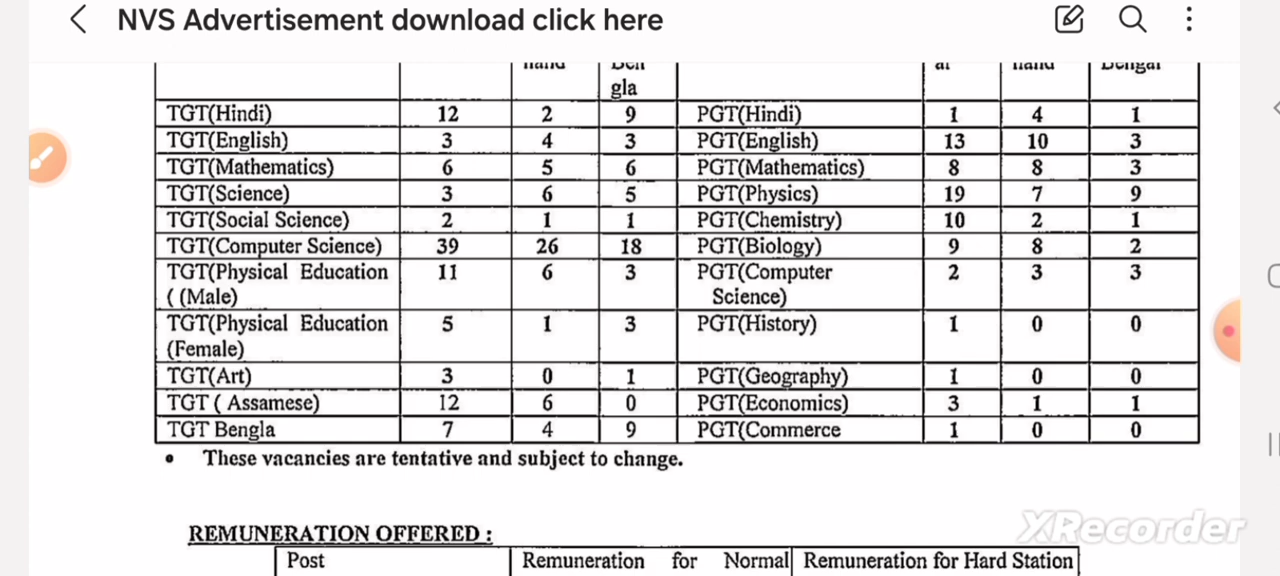 NVS Advertisement download click here
gla
TGT(Hindi) 12 2 9 PGT(Hindi) 1 4 1
TGT(English) 3 4 3 PGT(English) 13 10 3
TGT(Mathematics) 6 5 6 PGT(Mathematics) 8 8 3
TGT(Science) 3 6 5 PGT(Physics) 19 7 9
TGT(Social Science) 2 1 1 PGT(Chemistry) 10 2 1
TGT(Computer Science) 39 26 18 PGT(Biology) 9 8 2
TGT(Physical Education 11 6 3 PGT(Computer 2 3 3
( (Male) Science)
TGT(Physical Education 5 1 3 PGT(History) 1 0 0
(Female)
TGT(Art) 3 0 1 PGT(Geography) 1 0 0
TGT ( Assamese) 12 6 0 PGT(Economics) 3 1 1
TGT Bengla 7 4 9 PGT(Commerce 1 0 0
• These vacancies are tentative and subject to change.
REMUNERATION OFFERED :
XRecorder
Post Remuneration for Normal Remuneration for Hard Station